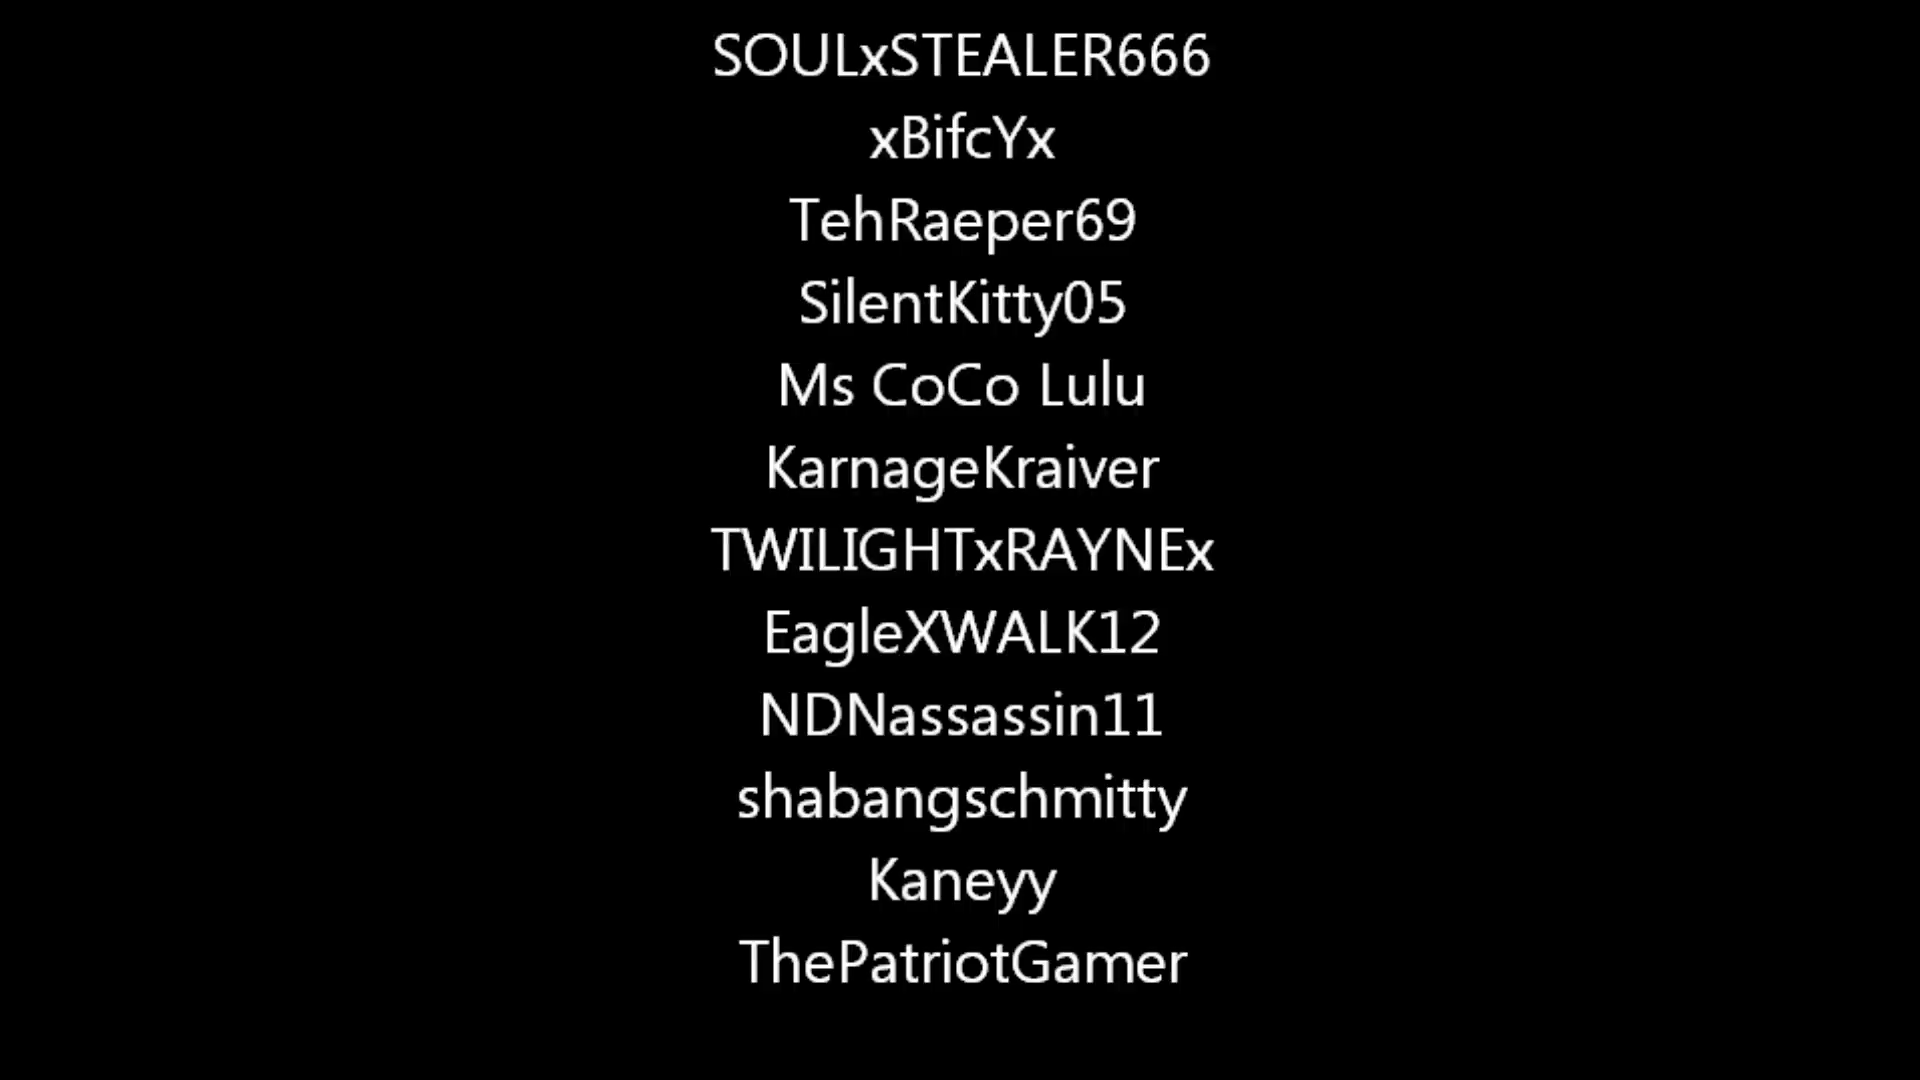 SOULxSTEALER666
xBifcYx
TehRaeper69
SilentKitty05
Ms CoCo Lulu
KarnageKraiver
TWILIGHTxRAYNEx
EagleXWALK12
NDNassassin11
shabangschmitty
Kaneyy
ThePatriotGamer